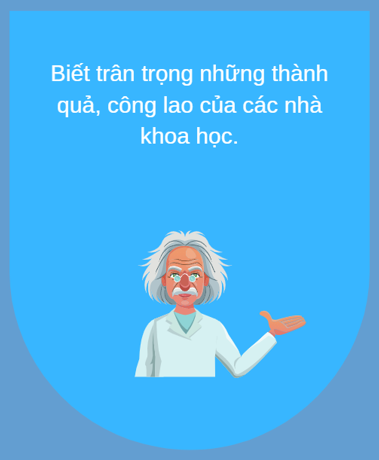 Biết trân trọng những thành
quả, công lao của các nhà
khoa học.